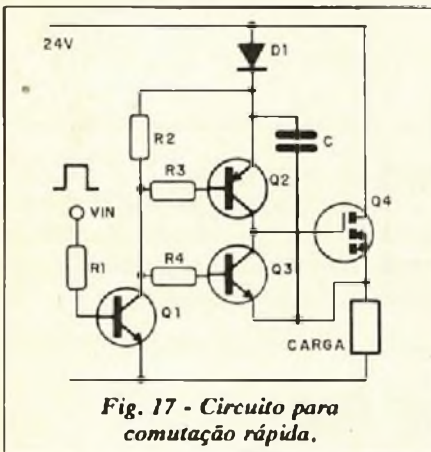 24V
D1
R2
R3
Q2
C
Q4
VIN
R4
Q3
R1
Q1
CARGA
Fig. 17 - Circuito para
comutação rápida.